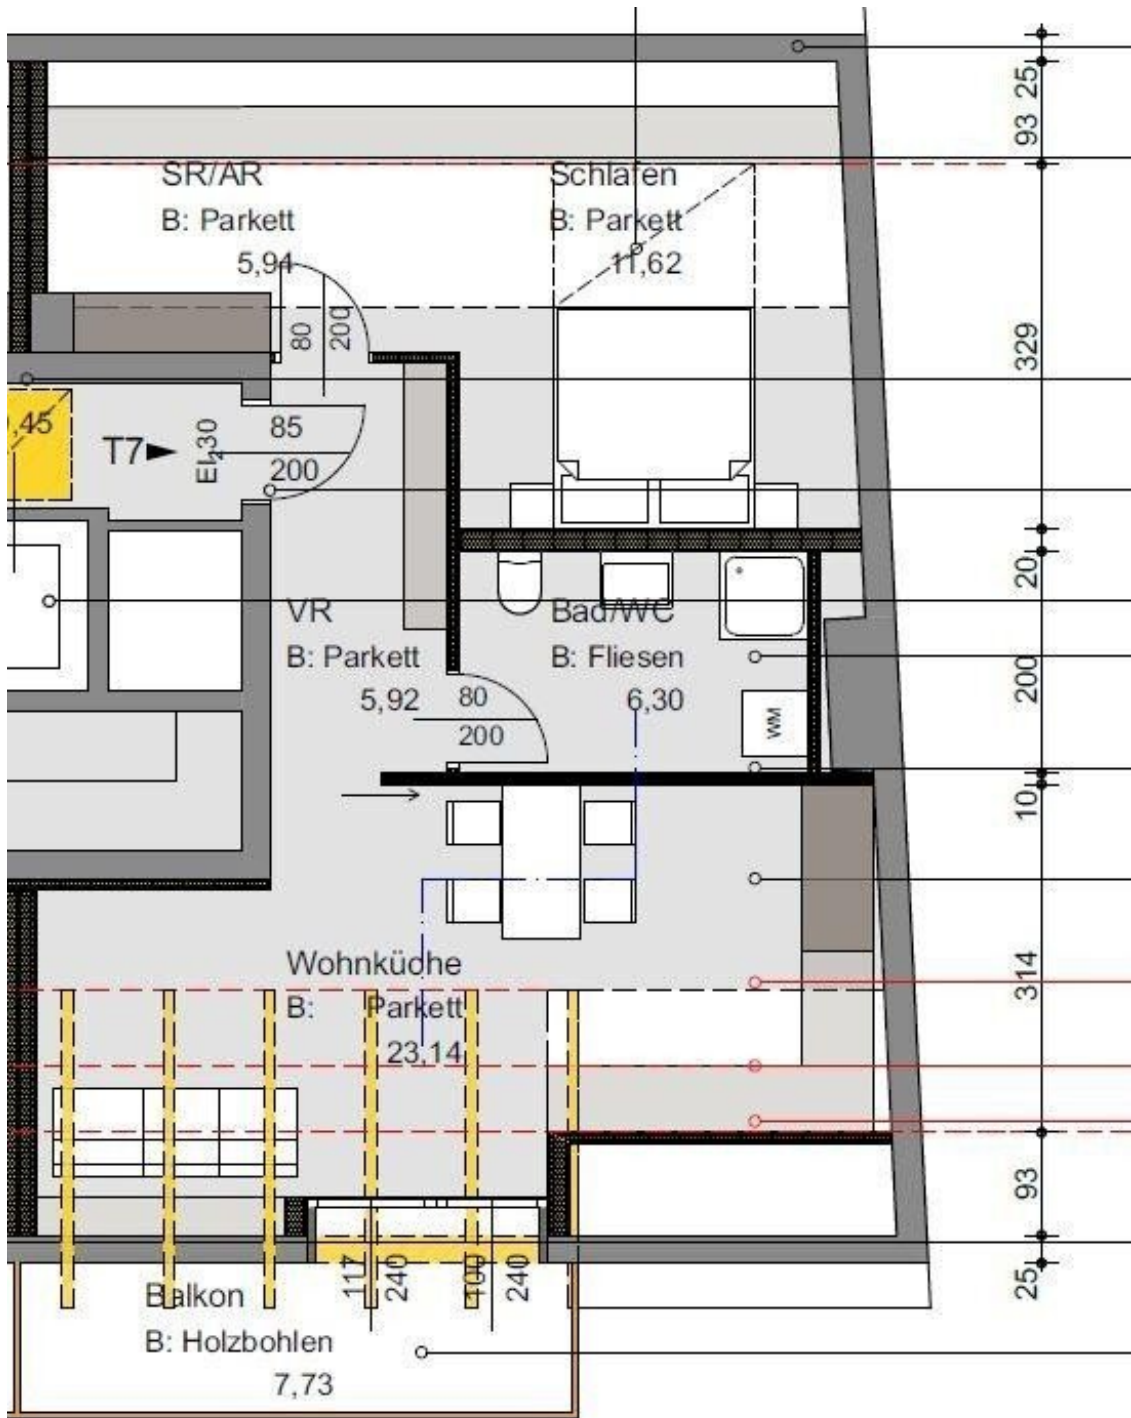 25
93
SR/AR
B: Parkett
5,94
Schlafen
B: Parkett
11,62
80
200
329
,45
T7
EI₂30
85
200
20
VR
B: Parkett
5,92
Bad/WC
B: Fliesen
6,30
80
200
WM
200
10
Wohnküche
B: Parkett
23,14
314
93
117
240
100
240
25
Balkon
B: Holzbohlen
7,73